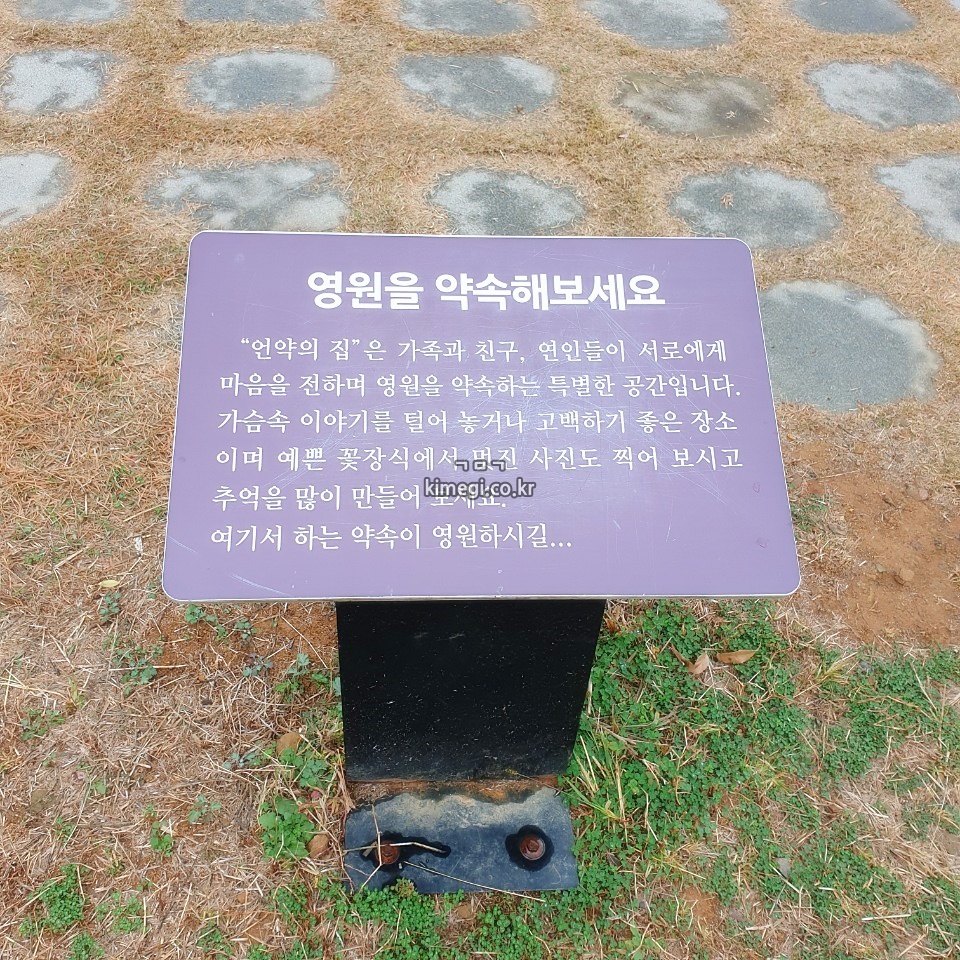 영원을 약속해보세요
“언약의 집”은 가족과 친구, 연인들이 서로에게
마음을 전하며 영원을 약속하는 특별한 공간입니다.
가슴속 이야기를 털어 놓거나 고백하기 좋은 장소
이며 예쁜 꽃장식에서 멋진 사진도 찍어 보시고
추억을 많이 만들어 보세요.
여기서 하는 약속이 영원하시길...
ㄱㅁㄱ
kimegi.co.kr